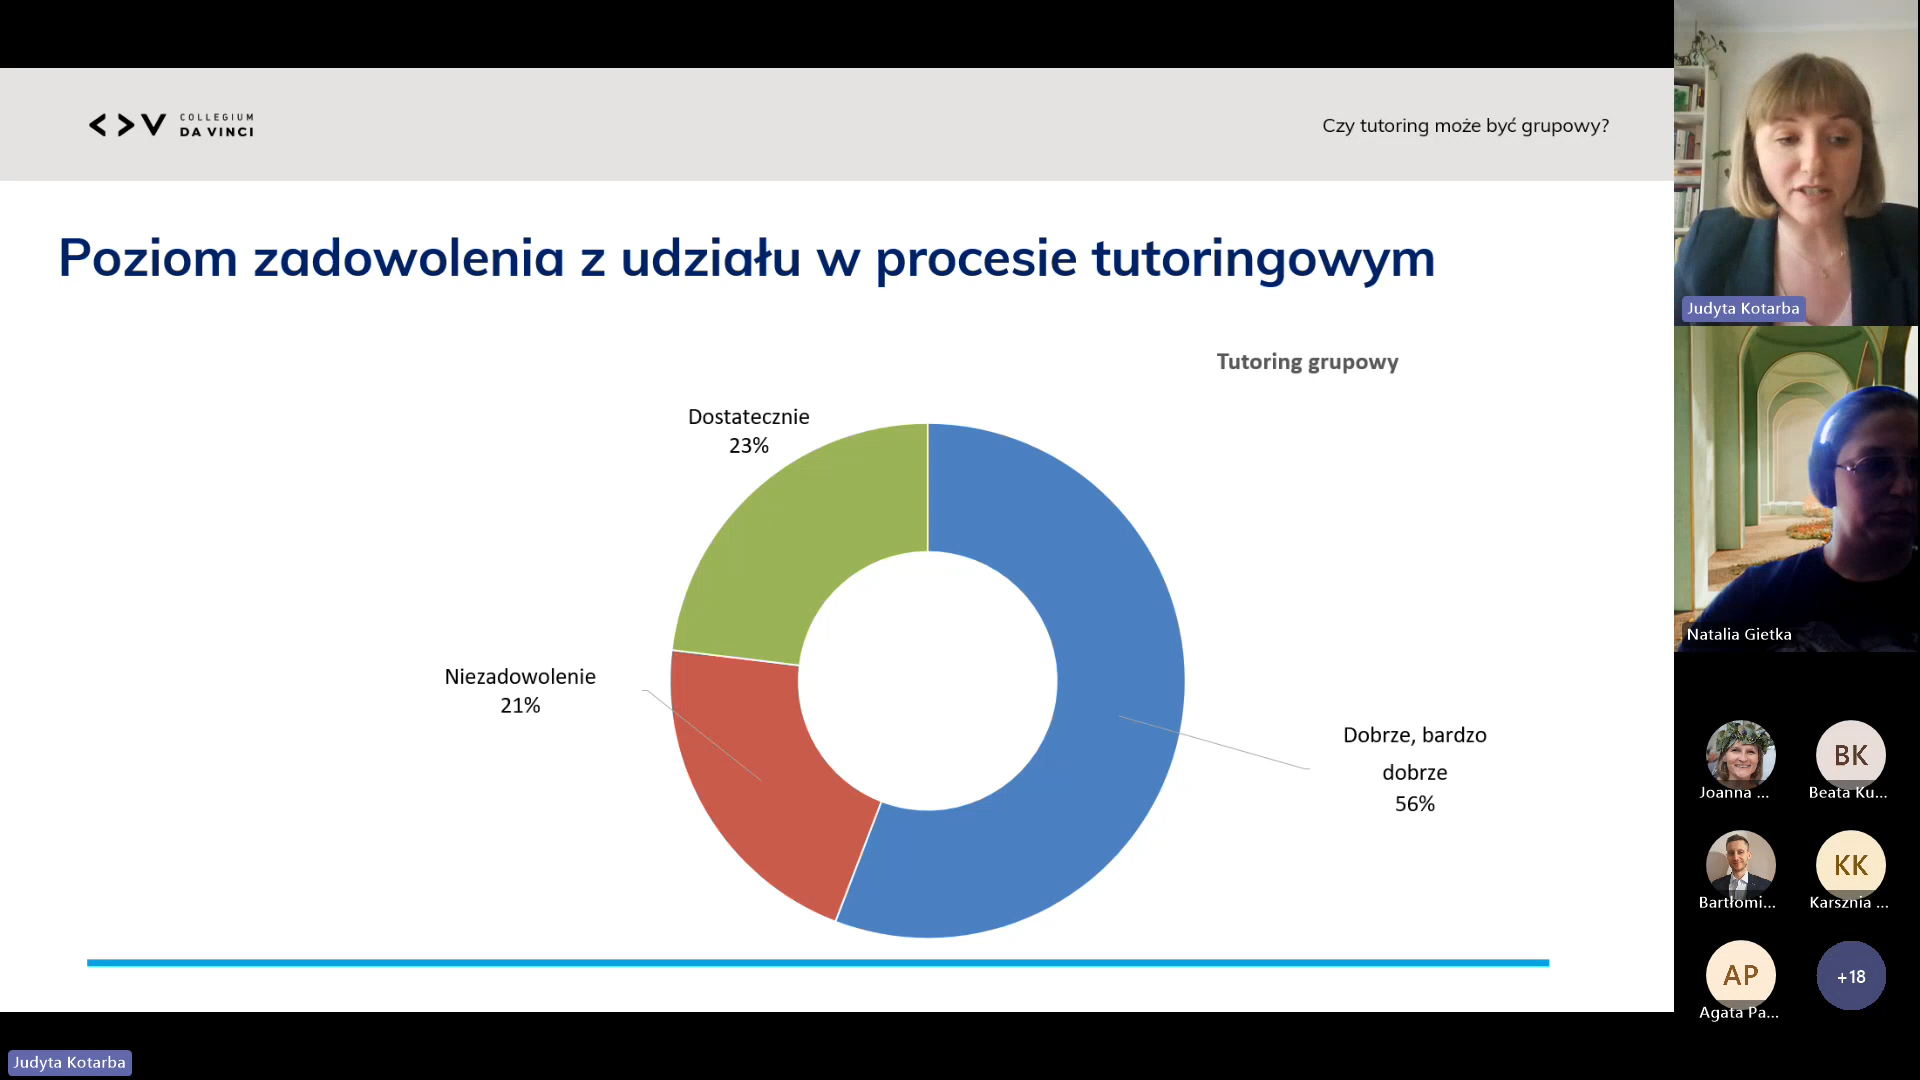 COLLEGIUM
DA VINCI
Czy tutoring może być grupowy?
Poziom zadowolenia z udziału w procesie tutoringowym
Tutoring grupowy
Dostatecznie
23%
Niezadowolenie
21%
Dobrze, bardzo
dobrze
56%
Judyta Kotarba
Natalia Gietka
Joanna ...
BK
Beata Ku...
Bartłomi...
KK
Karsznia ...
AP
Agata Pa...
+18
Judyta Kotarba